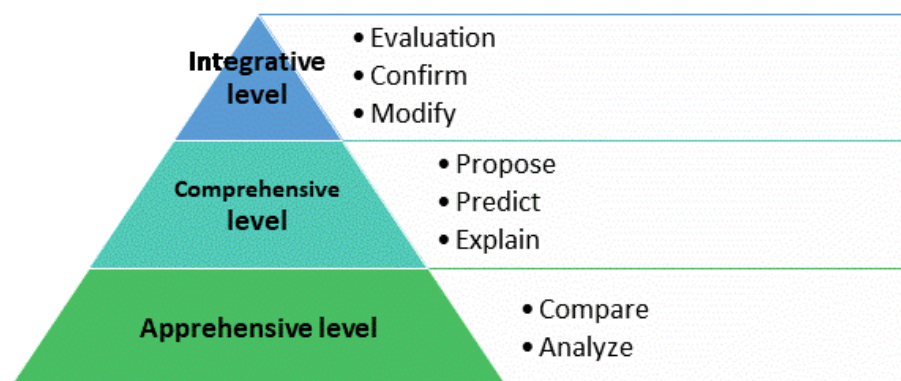 Integrative
level
• Evaluation
• Confirm
• Modify
Comprehensive
level
• Propose
• Predict
• Explain
Apprehensive level
• Compare
• Analyze